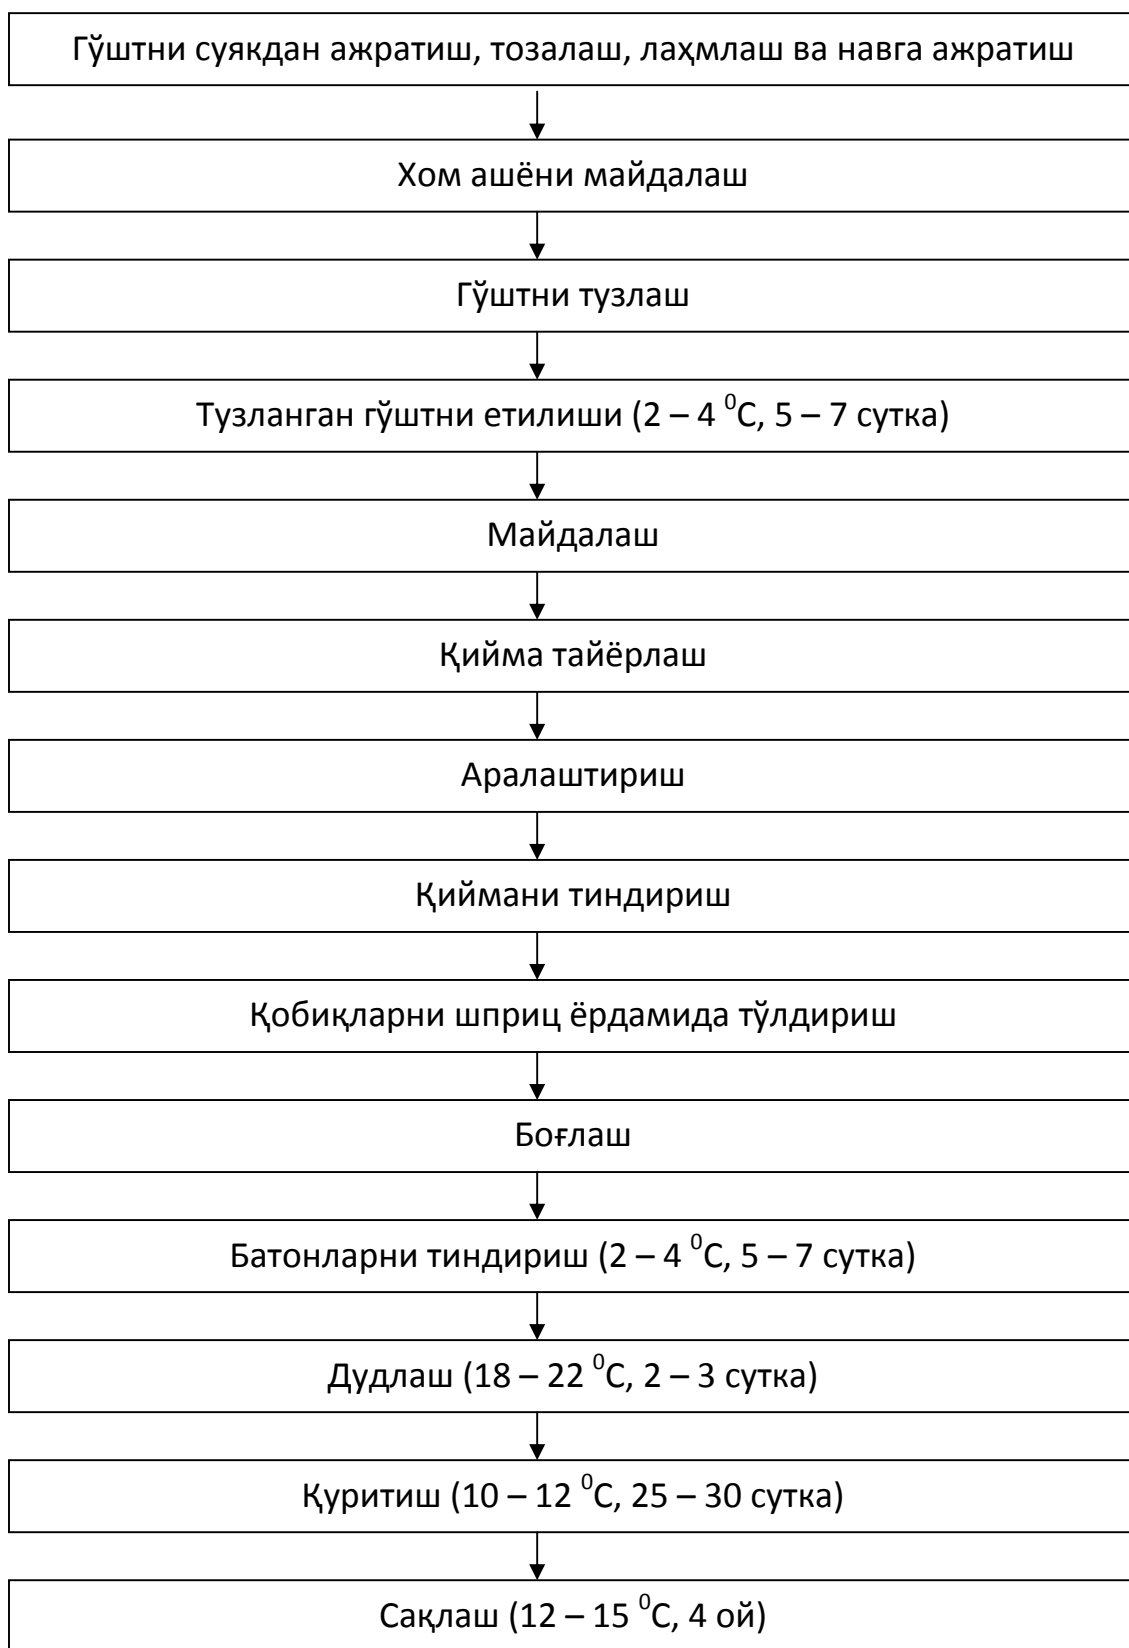 Гўштни суякдан ажратиш, тозалаш, лаҳмлаш ва навга ажратиш
Хом ашёни майдалаш
Гўштни тузлаш
Тузланган гўштни етилиши (2 – 4 ⁰С, 5 – 7 сутка)
Майдалаш
Қийма тайёрлаш
Аралаштириш
Қиймани тиндириш
Қобиқларни шприц ёрдамида тўлдириш
Боғлаш
Батонларни тиндириш (2 – 4 ⁰С, 5 – 7 сутка)
Дудлаш (18 – 22 ⁰С, 2 – 3 сутка)
Қуритиш (10 – 12 ⁰С, 25 – 30 сутка)
Сақлаш (12 – 15 ⁰С, 4 ой)